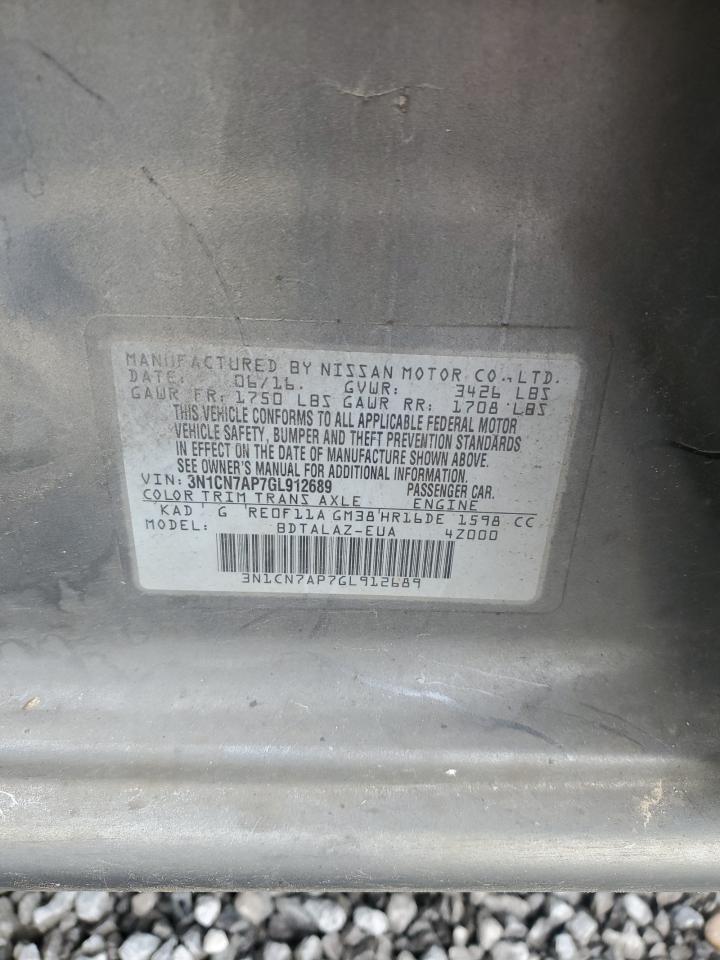 MANUFACTURED BY NISSAN MOTOR CO., LTD.
DATE: 06/16. GVWR: 3426 LBS
GAWR FR: 1750 LBS GAWR RR: 1708 LBS
THIS VEHICLE CONFORMS TO ALL APPLICABLE FEDERAL MOTOR
VEHICLE SAFETY, BUMPER AND THEFT PREVENTION STANDARDS
IN EFFECT ON THE DATE OF MANUFACTURE SHOWN ABOVE.
SEE OWNER'S MANUAL FOR ADDITIONAL INFORMATION.
VIN: 3N1CN7AP7GL912689 PASSENGER CAR.
COLOR TRIM TRANS AXLE ENGINE
KAD G RE0F11A GM38 HR16DE 1598 CC
MODEL: BDTALAZ-EUA 4Z000
3N1CN7AP7GL912689